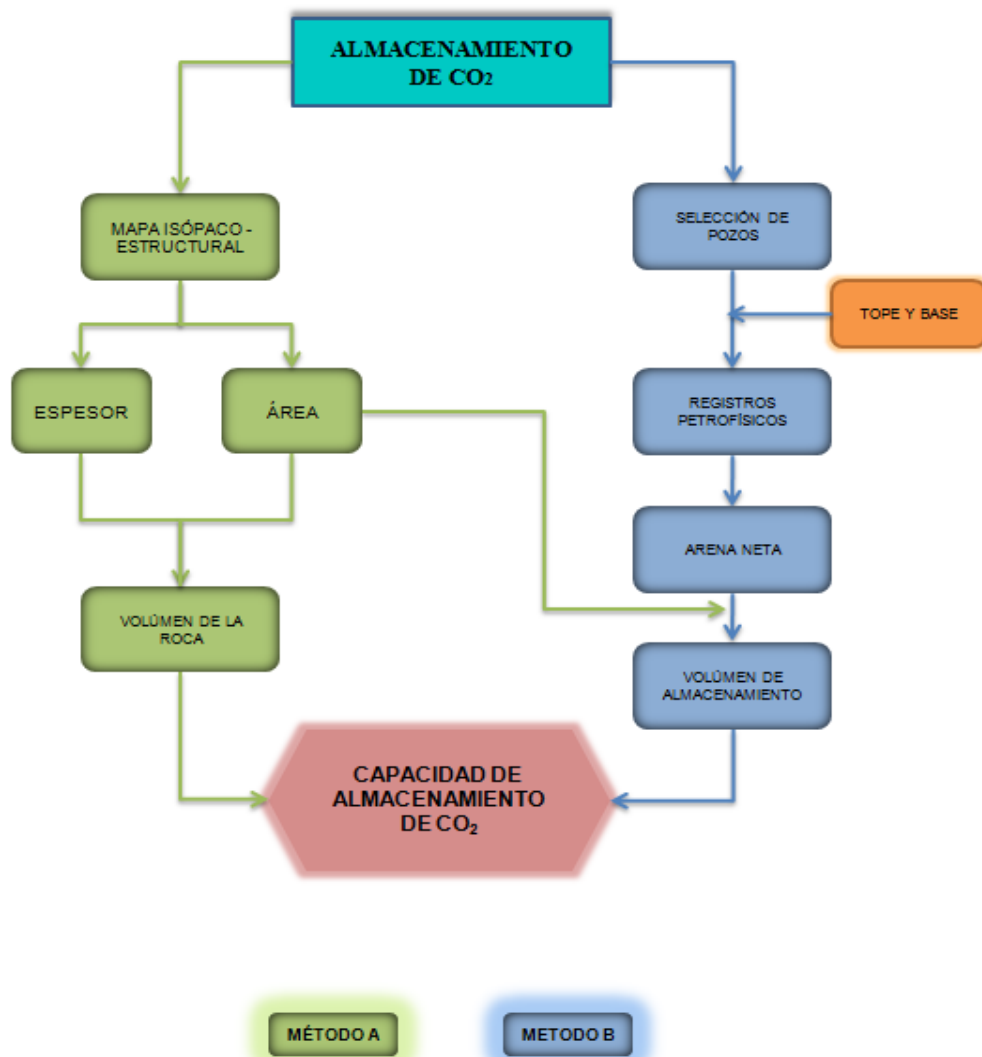 ALMACENAMIENTO
DE CO2
MAPA ISÓPACO -
ESTRUCTURAL
SELECCIÓN DE
POZOS
TOPE Y BASE
ESPESOR
ÁREA
REGISTROS
PETROFÍSICOS
ARENA NETA
VOLÚMEN DE LA
ROCA
VOLÚMEN DE
ALMACENAMIENTO
CAPACIDAD DE
ALMACENAMIENTO
DE CO₂
MÉTODO A
METODO B